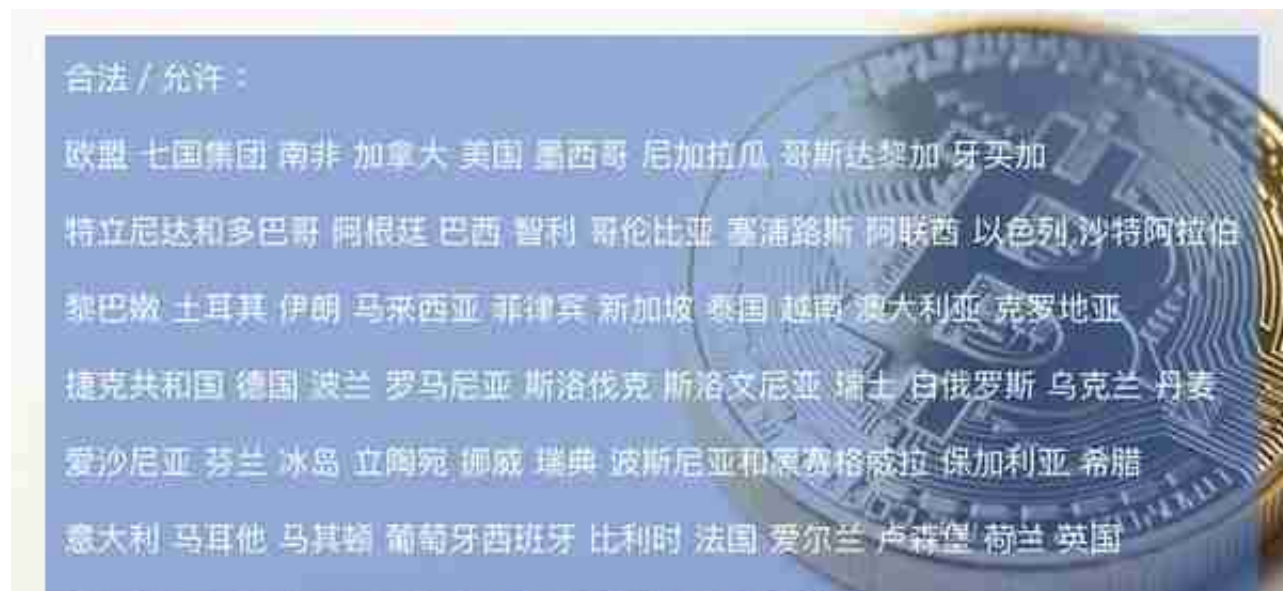 合法 / 允许：
欧盟 七国集团 南非 加拿大 美国 墨西哥 尼加拉瓜 哥斯达黎加 牙买加
特立尼达和多巴哥 阿根廷 巴西 智利 哥伦比亚 塞浦路斯 阿联酋 以色列 沙特阿拉伯
黎巴嫩 土耳其 伊朗 马来西亚 菲律宾 新加坡 泰国 越南 澳大利亚 克罗地亚
捷克共和国 德国 波兰 罗马尼亚 斯洛伐克 斯洛文尼亚 瑞士 白俄罗斯 乌克兰 丹麦
爱沙尼亚 芬兰 冰岛 立陶宛 挪威 瑞典 波斯尼亚和黑赛格威拉 保加利亚 希腊
意大利 马耳他 马其顿 葡萄牙西班牙 比利时 法国 爱尔兰 卢森堡 荷兰 英国